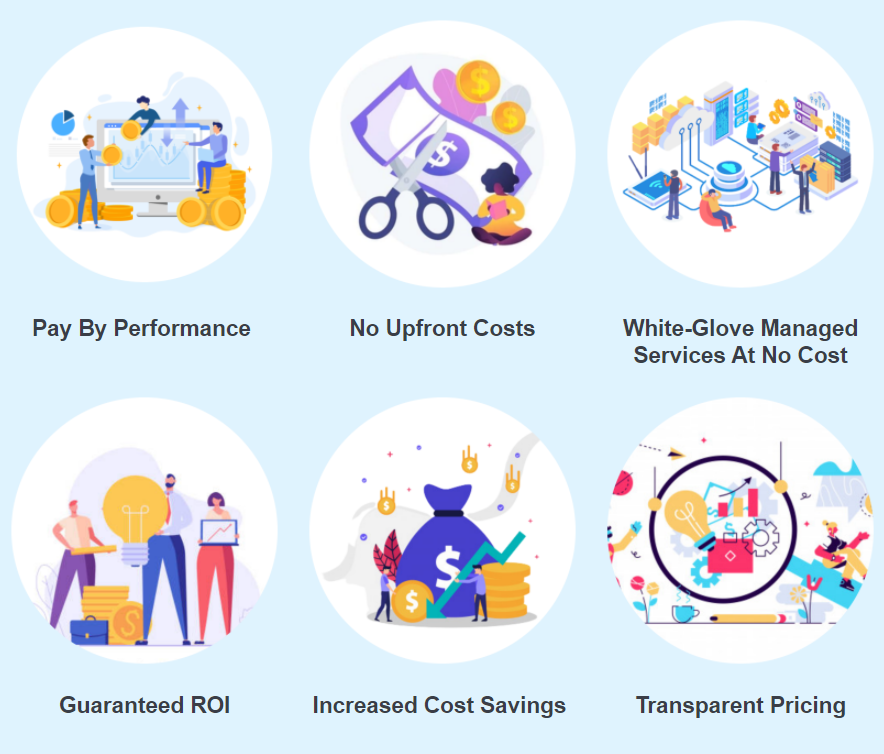 Pay By Performance
No Upfront Costs
White-Glove Managed
Services At No Cost
Guaranteed ROI
Increased Cost Savings
Transparent Pricing